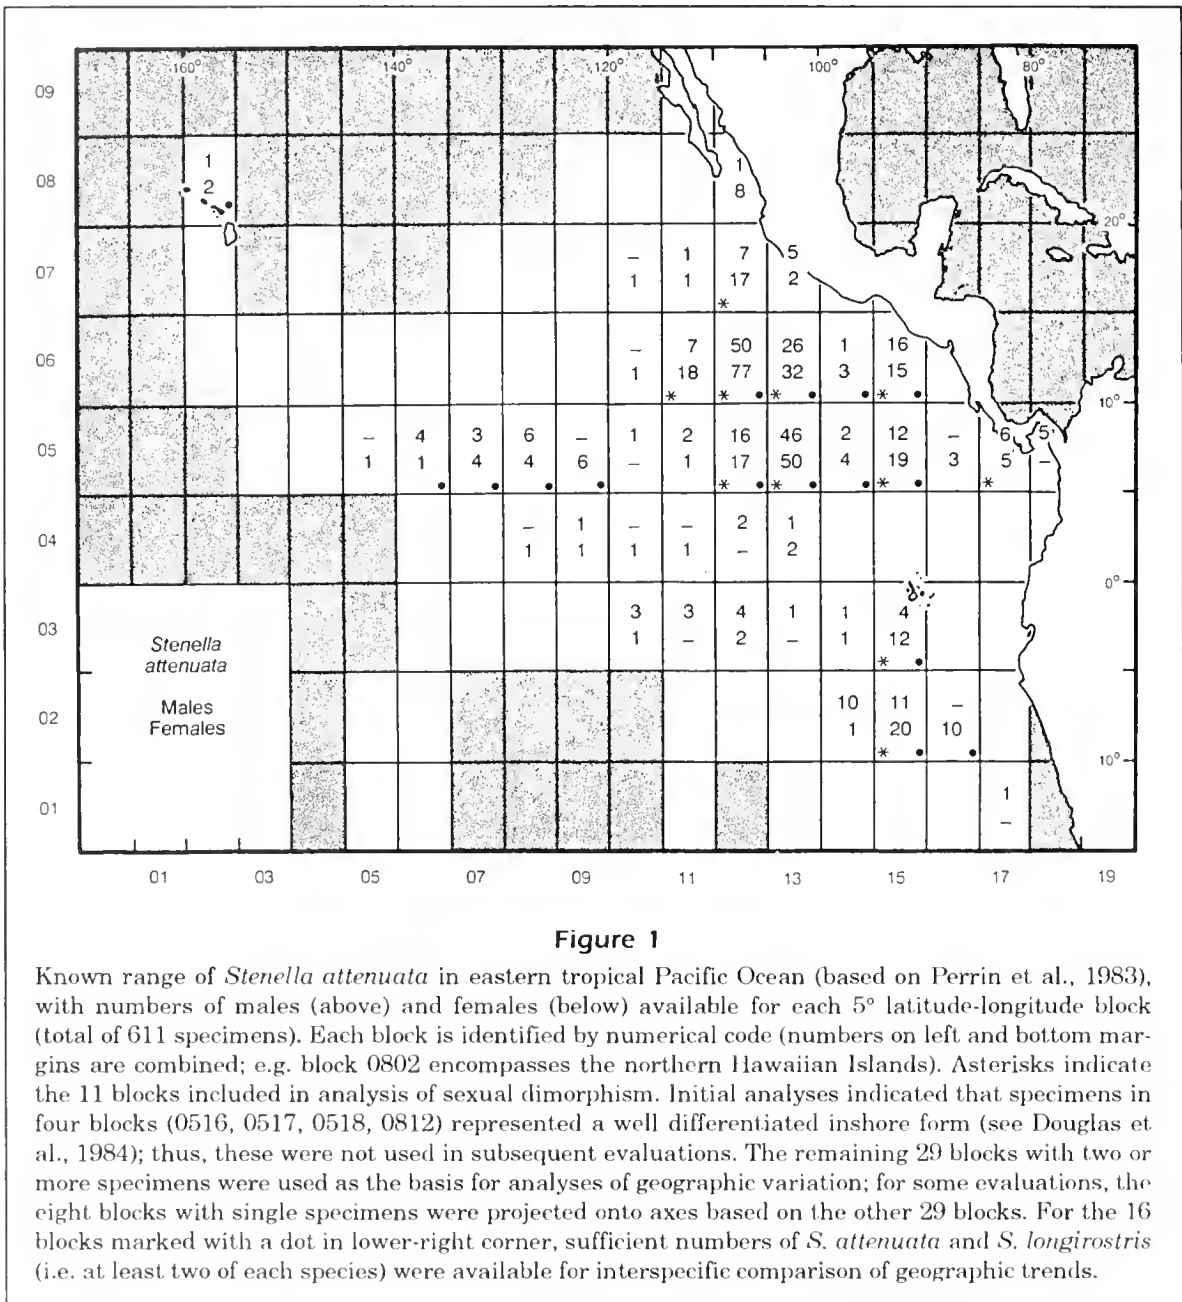 160° 140° 120° 100° 80°
09
08 1
2 1
8 20°
07 – 1 7 5
1 1 17 2
*
06 – 7 50 26 1 16
1 18 77 32 3 15
* * • * • • * • 10°
05 – 4 3 6 – 1 2 16 46 2 12 – 6 5
1 1 4 4 6 – 1 17 50 4 19 3 5 –
• • • • * • * • • * • *
04 – 1 – – 2 1
1 1 1 1 – 2
0°
03 3 3 4 1 1 4
1 – 2 – 1 12
* •
Stenella
attenuata
Males
Females
02 10 11 –
1 20 10
* • •
10°
01 1
–
01 03 05 07 09 11 13 15 17 19
Figure 1
Known range of Stenella attenuata in eastern tropical Pacific Ocean (based on Perrin et al., 1983),
with numbers of males (above) and females (below) available for each 5° latitude-longitude block
(total of 611 specimens). Each block is identified by numerical code (numbers on left and bottom mar-
gins are combined; e.g. block 0802 encompasses the northern Hawaiian Islands). Asterisks indicate
the 11 blocks included in analysis of sexual dimorphism. Initial analyses indicated that specimens in
four blocks (0516, 0517, 0518, 0812) represented a well differentiated inshore form (see Douglas et
al., 1984); thus, these were not used in subsequent evaluations. The remaining 29 blocks with two or
more specimens were used as the basis for analyses of geographic variation; for some evaluations, the
eight blocks with single specimens were projected onto axes based on the other 29 blocks. For the 16
blocks marked with a dot in lower-right corner, sufficient numbers of S. attenuata and S. longirostris
(i.e. at least two of each species) were available for interspecific comparison of geographic trends.